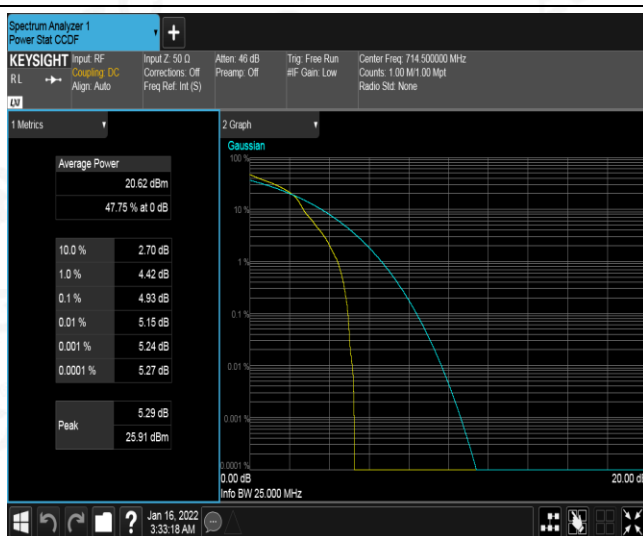 Spectrum Analyzer 1
Power Stat CCDF
+
KEYSIGHT
RL
Input: RF
Coupling: DC
Align: Auto
Input Z: 50 Ω
Corrections: Off
Freq Ref: Int (S)
Atten: 46 dB
Preamp: Off
Trig: Free Run
#IF Gain: Low
Center Freq: 714.500000 MHz
Counts: 1.00 M/1.00 Mpt
Radio Std: None
LXI
1 Metrics
Average Power
20.62 dBm
47.75 % at 0 dB
10.0 % 2.70 dB
1.0 % 4.42 dB
0.1 % 4.93 dB
0.01 % 5.15 dB
0.001 % 5.24 dB
0.0001 % 5.27 dB
Peak
5.29 dB
25.91 dBm
2 Graph
Gaussian
100 %
10 %
1 %
0.1 %
0.01 %
0.001 %
0.0001 %
0.00 dB
20.00 dB
Info BW 25.000 MHz
?
Jan 16, 2022
3:33:18 AM